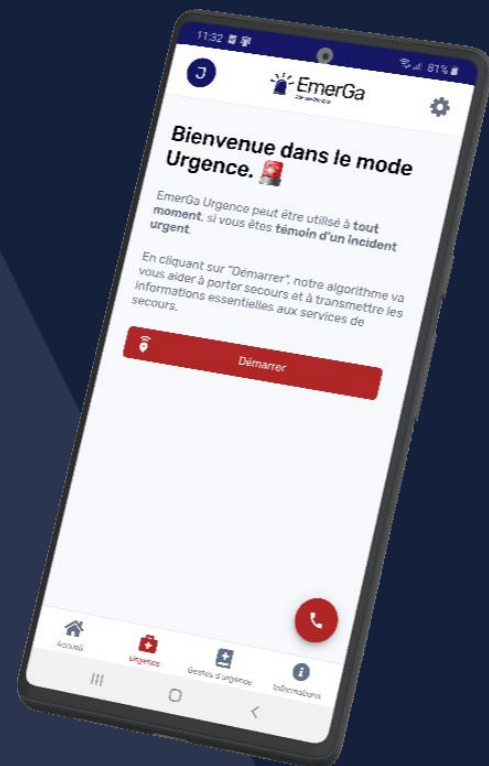 11:32
81%
J
EmerGa
Bienvenue dans le mode
Urgence.
EmerGa Urgence peut être utilisé à tout
moment, si vous êtes témoin d'un incident
urgent.
En cliquant sur "Démarrer", notre algorithme va
vous aider à porter secours et à transmettre les
informations essentielles aux services de
secours.
Démarrer
Accueil
Urgence
Gestes d'urgence
Informations